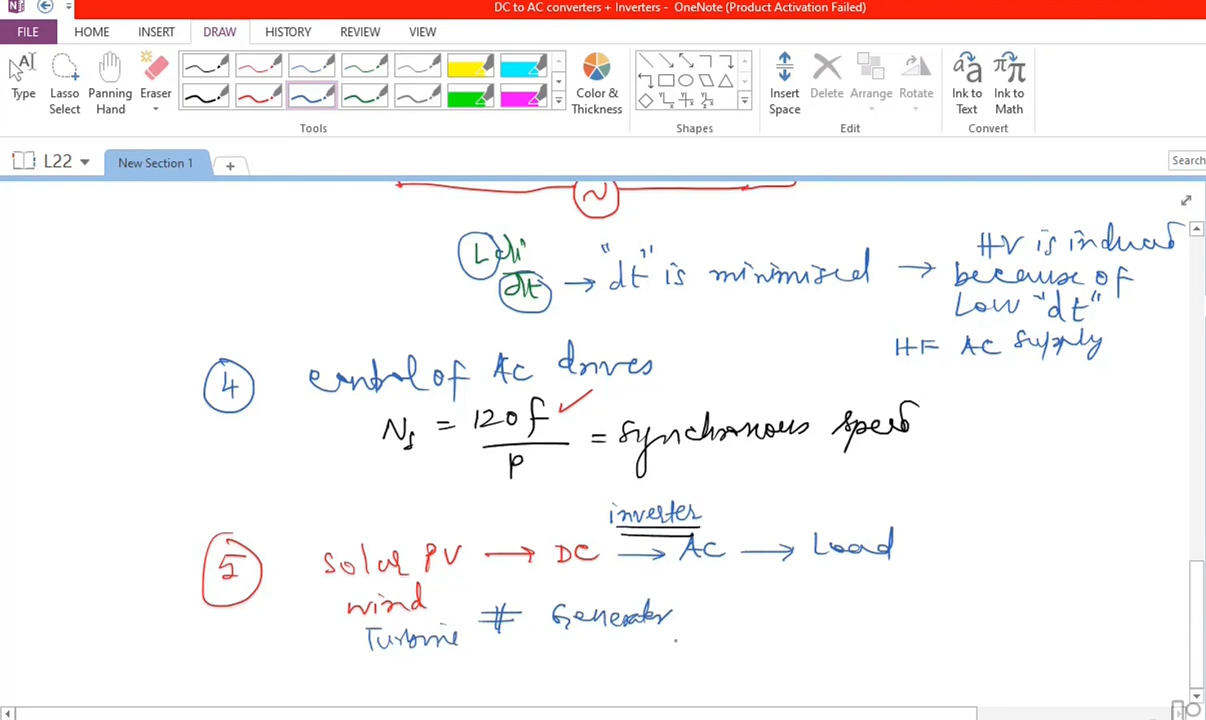 DC to AC converters + Inverters - OneNote (Product Activation Failed)
FILE HOME INSERT DRAW HISTORY REVIEW VIEW
Type Lasso Select Panning Hand Eraser Color & Thickness Insert Space Delete Arrange Rotate Ink to Text Ink to Math
Tools Shapes Edit Convert
L22 New Section 1 Search
Ldi/dt → "dt" is minimised → HV is induced
because of
Low "dt"
HF AC supply
4 control of AC drives
Ns = 120f/P = synchronous speed
inverter
5 solar PV → DC → AC → Load
wind
Turbine # Generator